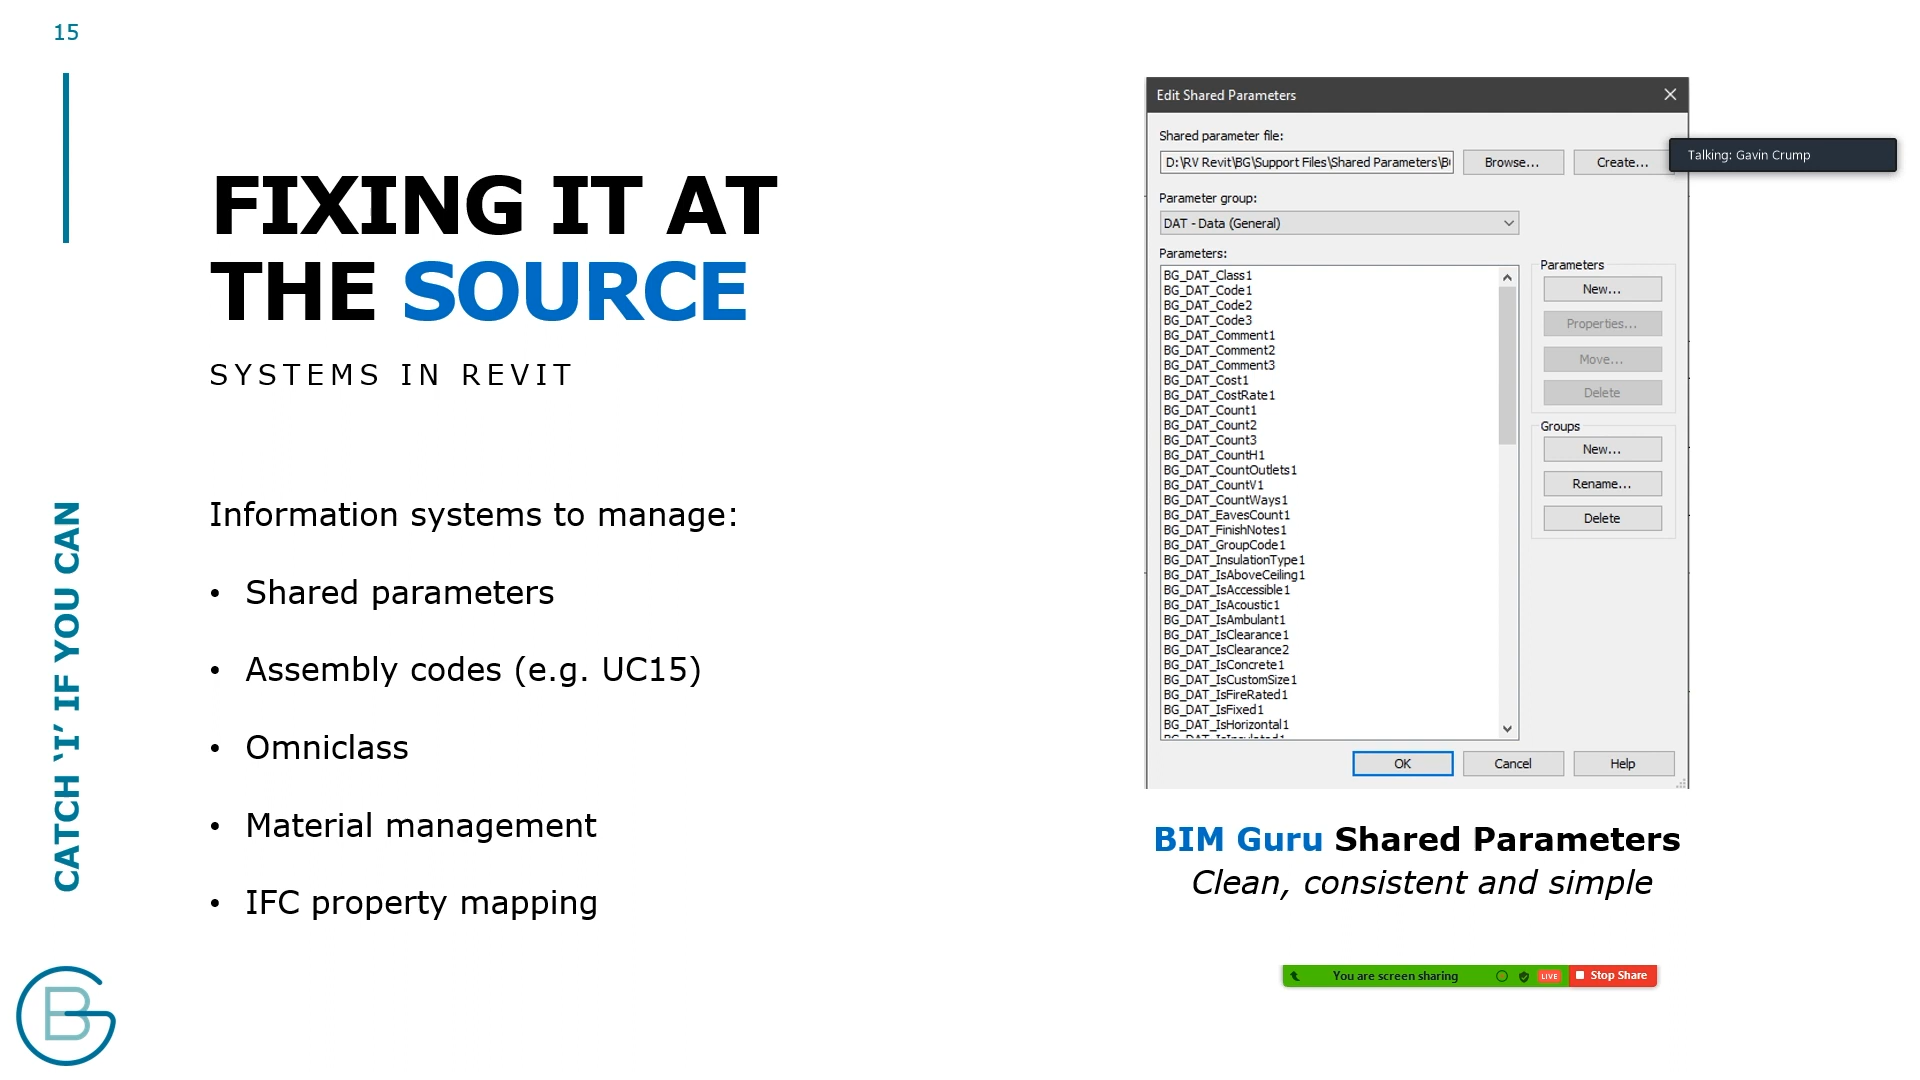 15
FIXING IT AT
THE SOURCE
SYSTEMS IN REVIT
Information systems to manage:
• Shared parameters
• Assembly codes (e.g. UC15)
• Omniclass
• Material management
• IFC property mapping
CATCH ‘I’ IF YOU CAN
BG
Edit Shared Parameters
Shared parameter file:
D:\RV Revit\BG\Support Files\Shared Parameters\B
Browse...
Create...
Talking: Gavin Crump
Parameter group:
DAT - Data (General)
Parameters:
BG_DAT_Class1
BG_DAT_Code1
BG_DAT_Code2
BG_DAT_Code3
BG_DAT_Comment1
BG_DAT_Comment2
BG_DAT_Comment3
BG_DAT_Cost1
BG_DAT_CostRate1
BG_DAT_Count1
BG_DAT_Count2
BG_DAT_Count3
BG_DAT_CountH1
BG_DAT_CountOutlets1
BG_DAT_CountV1
BG_DAT_CountWays1
BG_DAT_EavesCount1
BG_DAT_FinishNotes1
BG_DAT_GroupCode1
BG_DAT_InsulationType1
BG_DAT_IsAboveCeiling1
BG_DAT_IsAccessible1
BG_DAT_IsAcoustic1
BG_DAT_IsAmbulant1
BG_DAT_IsClearance1
BG_DAT_IsClearance2
BG_DAT_IsConcrete1
BG_DAT_IsCustomSize1
BG_DAT_IsFireRated1
BG_DAT_IsFixed1
BG_DAT_IsHorizontal1
BG_DAT_IsInsulated1
Parameters
New...
Properties...
Move...
Delete
Groups
New...
Rename...
Delete
OK
Cancel
Help
BIM Guru Shared Parameters
Clean, consistent and simple
You are screen sharing
LIVE
Stop Share